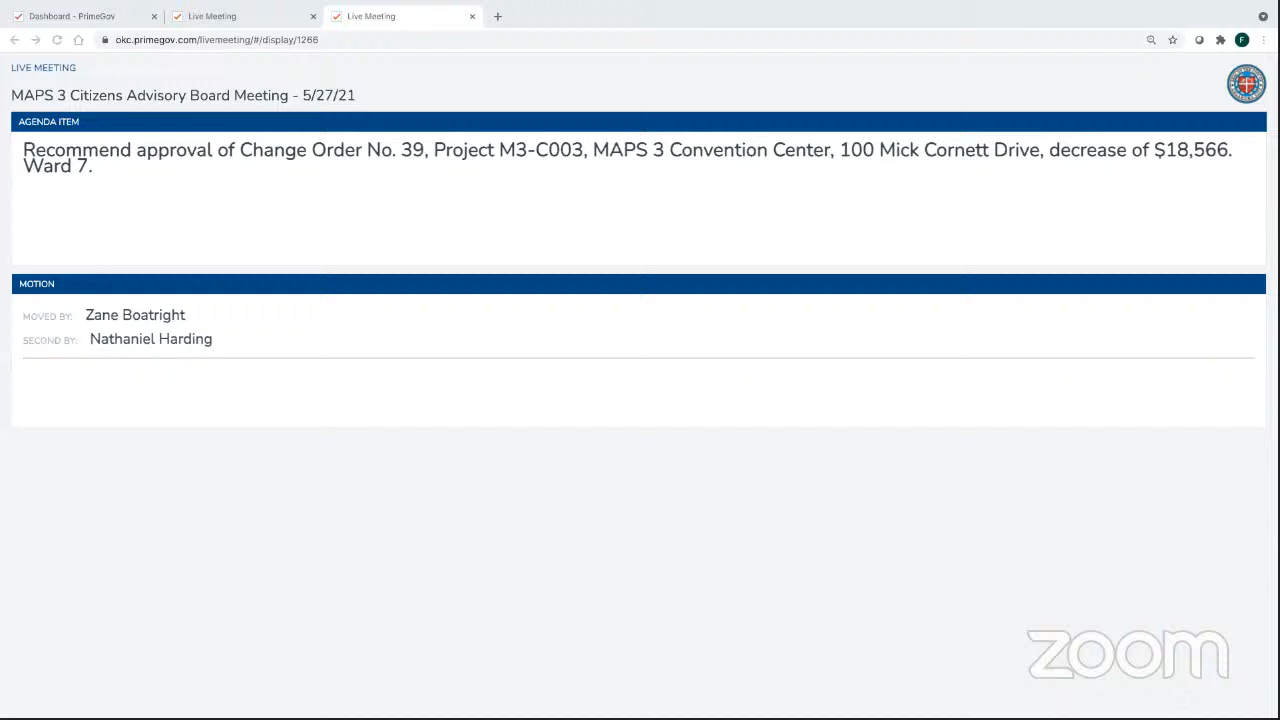 Dashboard - PrimeGov
Live Meeting
Live Meeting
okc.primegov.com/livemeeting/#/display/1266
F
LIVE MEETING
MAPS 3 Citizens Advisory Board Meeting - 5/27/21
AGENDA ITEM
Recommend approval of Change Order No. 39, Project M3-C003, MAPS 3 Convention Center, 100 Mick Cornett Drive, decrease of $18,566.
Ward 7.
MOTION
MOVED BY: Zane Boatright
SECOND BY: Nathaniel Harding
zoom